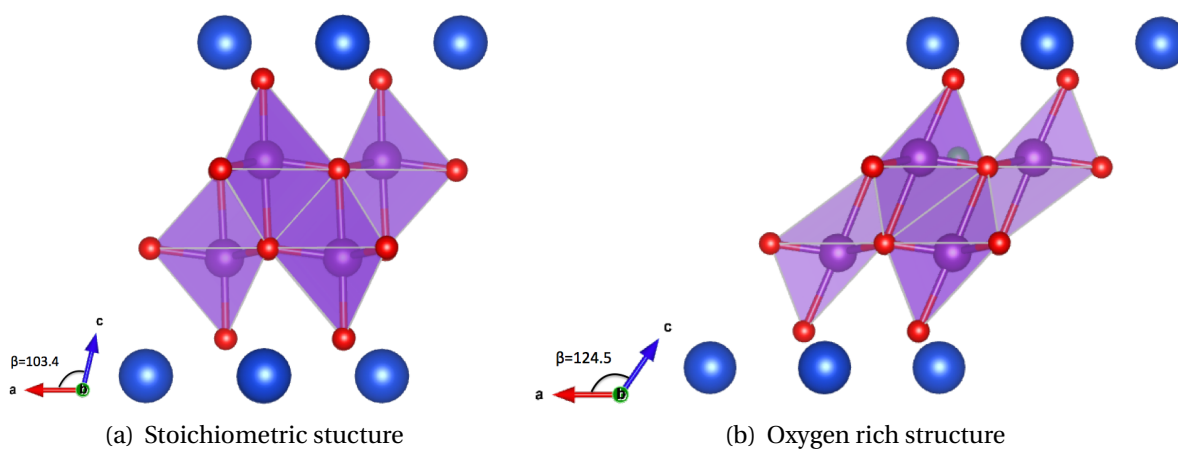 c
β=103.4
a
b
(a) Stoichiometric stucture
c
β=124.5
a
b
(b) Oxygen rich structure